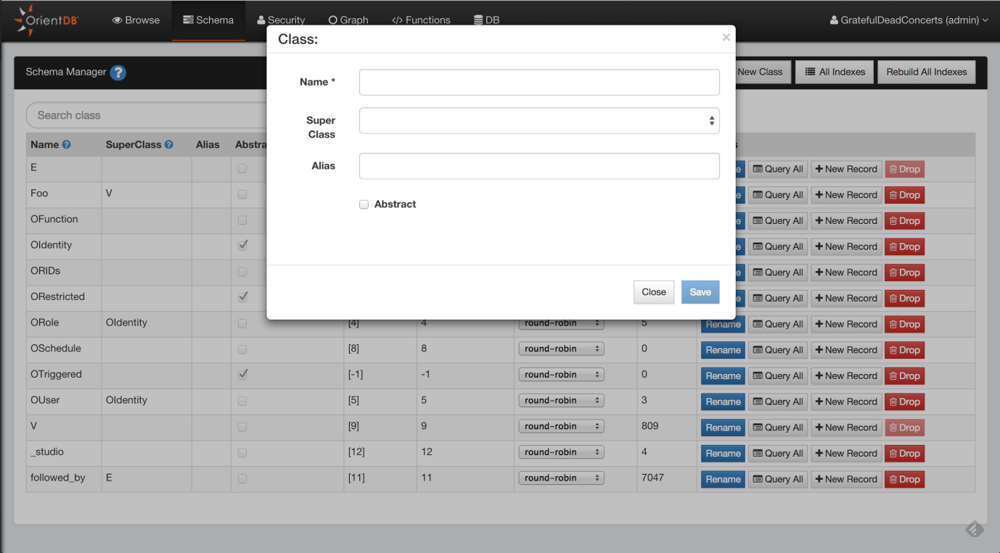 OrientDB Browse Schema Security Graph </> Functions DB GratefulDeadConcerts (admin)
Class: ×
Schema Manager ? New Class All Indexes Rebuild All Indexes
Name *
Search class
Super Class
Name ? SuperClass ? Alias
Alias
E Query All + New Record Drop
Foo V Query All + New Record Drop
Abstract
OFunction Query All + New Record Drop
OIdentity Query All + New Record Drop
ORIDs Query All + New Record Drop
ORestricted Query All + New Record Drop
Close Save
ORole OIdentity [4] 4 round-robin 5 Rename Query All + New Record Drop
OSchedule [8] 8 round-robin 0 Rename Query All + New Record Drop
OTriggered [-1] -1 round-robin 0 Rename Query All + New Record Drop
OUser OIdentity [5] 5 round-robin 3 Rename Query All + New Record Drop
V [9] 9 round-robin 809 Rename Query All + New Record Drop
_studio [12] 12 round-robin 4 Rename Query All + New Record Drop
followed_by E [11] 11 round-robin 7047 Rename Query All + New Record Drop